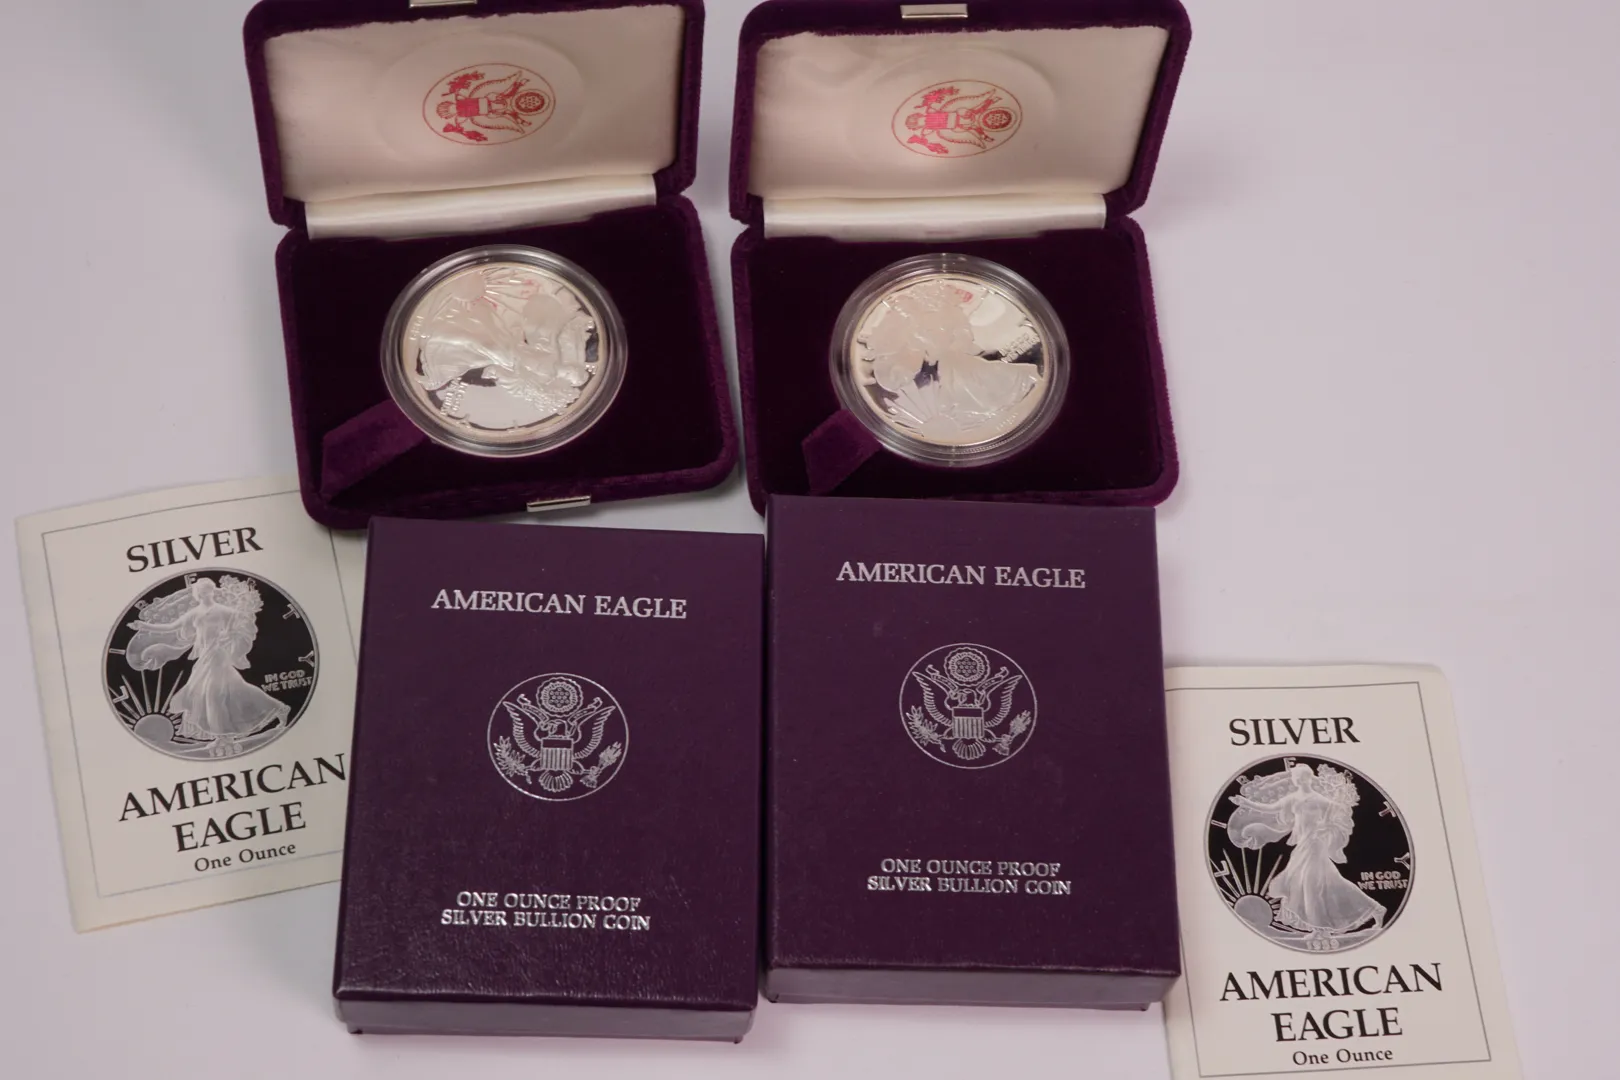 SILVER
LIBERTY
IN GOD
WE TRUST
AMERICAN
EAGLE
One Ounce
AMERICAN EAGLE
ONE OUNCE PROOF
SILVER BULLION COIN
AMERICAN EAGLE
ONE OUNCE PROOF
SILVER BULLION COIN
SILVER
LIBERTY
IN GOD
WE TRUST
1989
AMERICAN
EAGLE
One Ounce